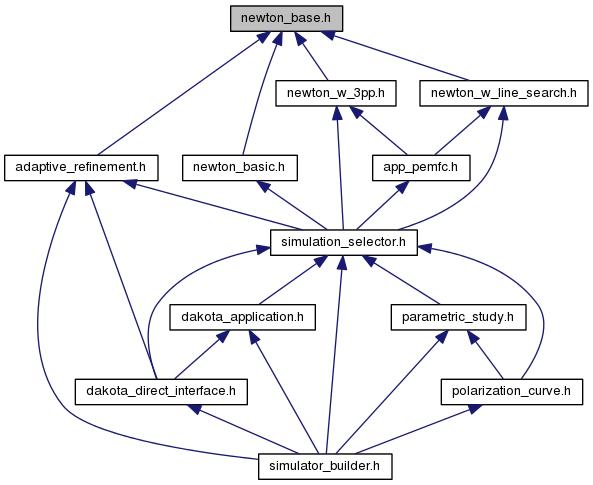 newton_base.h
newton_w_3pp.h
newton_w_line_search.h
adaptive_refinement.h
newton_basic.h
app_pemfc.h
simulation_selector.h
dakota_application.h
parametric_study.h
dakota_direct_interface.h
polarization_curve.h
simulator_builder.h